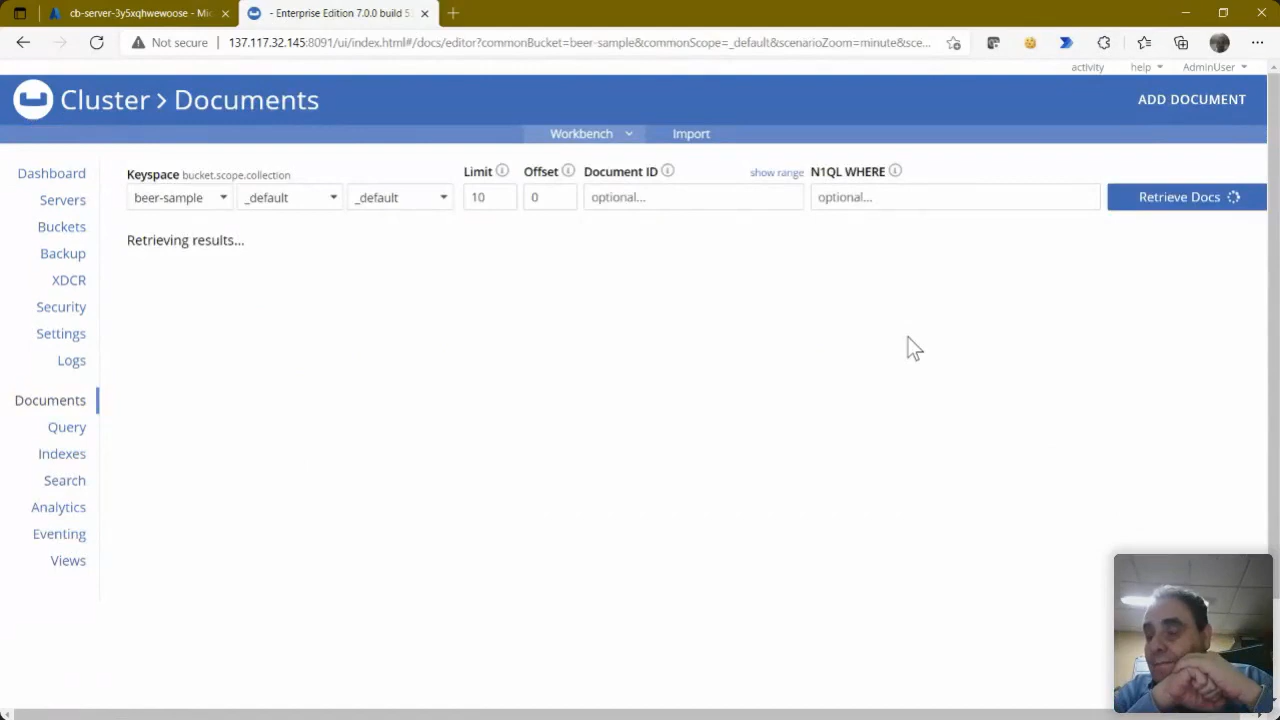 cb-server-3y5xqhwewoose - Mic
- Enterprise Edition 7.0.0 build 5
Not secure
137.117.32.145:8091/ui/index.html#/docs/editor?commonBucket=beer-sample&commonScope=_default&scenarioZoom=minute&sce...
activity
help
AdminUser
Cluster > Documents
ADD DOCUMENT
Workbench
Import
Dashboard
Servers
Buckets
Backup
XDCR
Security
Settings
Logs
Documents
Query
Indexes
Search
Analytics
Eventing
Views
Keyspace bucket.scope.collection
Limit
Offset
Document ID
show range
N1QL WHERE
beer-sample
_default
_default
10
0
optional...
optional...
Retrieve Docs
Retrieving results...